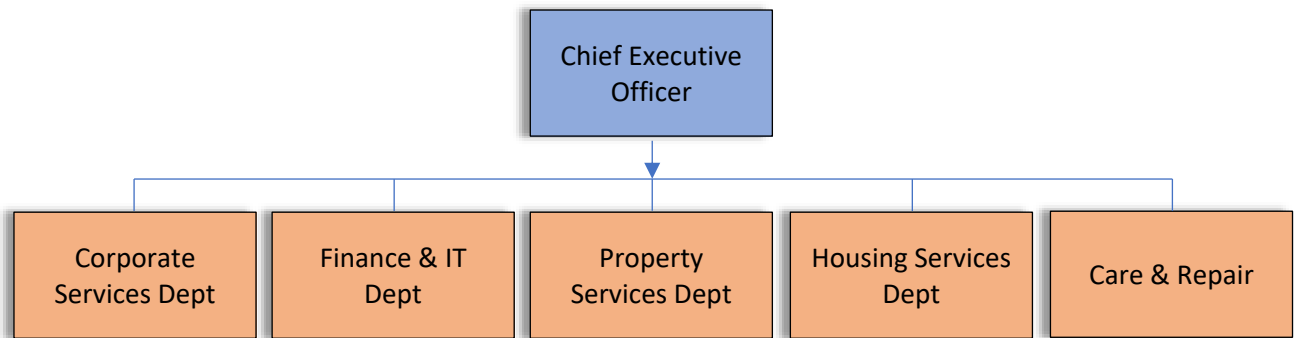 Chief Executive
Officer
Corporate
Services Dept
Finance & IT
Dept
Property
Services Dept
Housing Services
Dept
Care & Repair